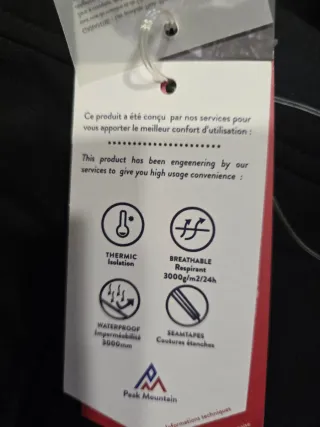 Ce produit a été conçu par nos services pour
vous apporter le meilleur confort d'utilisation :
This product has been engeenering by our
services to give you high usage convenience :
THERMIC
Isolation
BREATHABLE
Respirant
3000g/m2/24h
WATERPROOF
Imperméabilité
5000mm
SEAMTAPES
Coutures étanches
Peak Mountain
Informations techniques